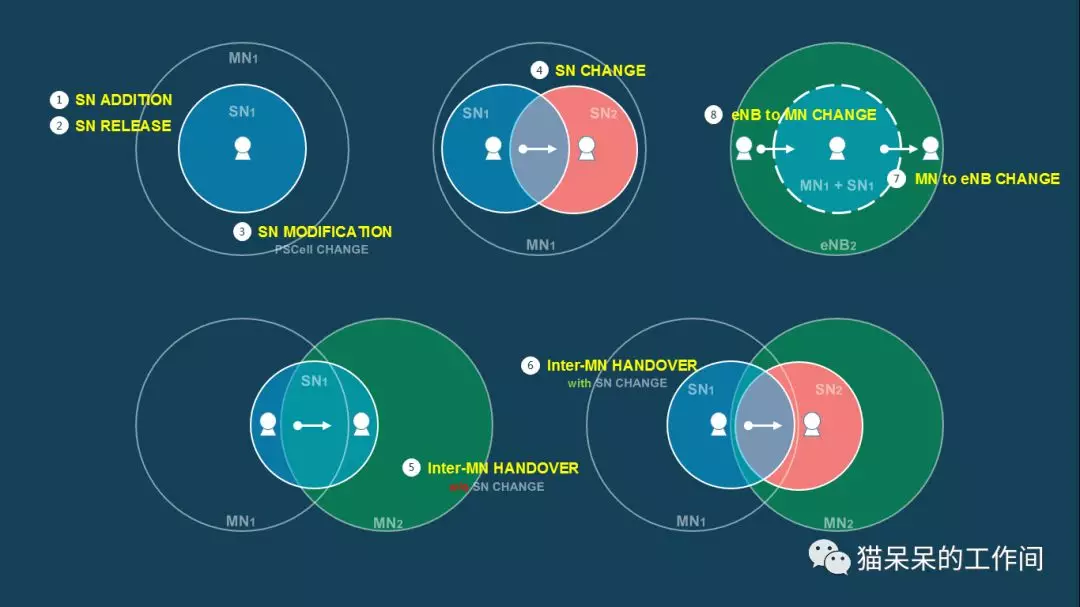 MN1
1 SN ADDITION
SN1
2 SN RELEASE
3 SN MODIFICATION
PSCell CHANGE
4 SN CHANGE
SN1
SN2
MN1
8 eNB to MN CHANGE
MN1 + SN1
7 MN to eNB CHANGE
eNB2
SN1
5 Inter-MN HANDOVER
SN CHANGE
MN1
MN2
6 Inter-MN HANDOVER
with SN CHANGE
SN1
SN2
MN1
MN2
猫呆呆的工作间